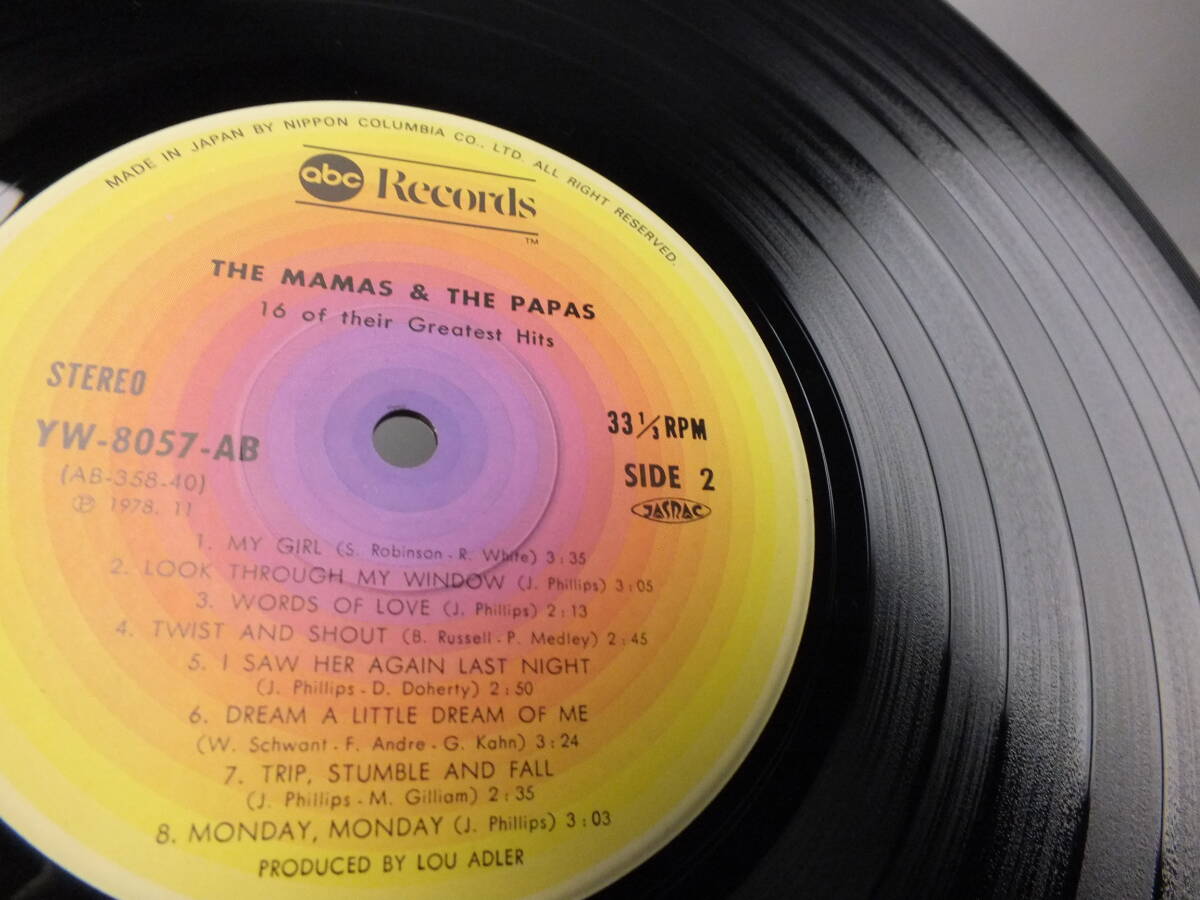 MADE IN JAPAN BY NIPPON COLUMBIA CO., LTD. ALL RIGHT RESERVED.
abc Records™
THE MAMAS & THE PAPAS
16 of their Greatest Hits
STEREO
YW-8057-AB
(AB-358-40)
Ⓟ 1978. 11
33 1/3 RPM
SIDE 2
JASRAC
1. MY GIRL (S. Robinson - R. White) 3:35
2. LOOK THROUGH MY WINDOW (J. Phillips) 3:05
3. WORDS OF LOVE (J. Phillips) 2:13
4. TWIST AND SHOUT (B. Russell - P. Medley) 2:45
5. I SAW HER AGAIN LAST NIGHT
(J. Phillips - D. Doherty) 2:50
6. DREAM A LITTLE DREAM OF ME
(W. Schwant - F. Andre - G. Kahn) 3:24
7. TRIP, STUMBLE AND FALL
(J. Phillips - M. Gilliam) 2:35
8. MONDAY, MONDAY (J. Phillips) 3:03
PRODUCED BY LOU ADLER